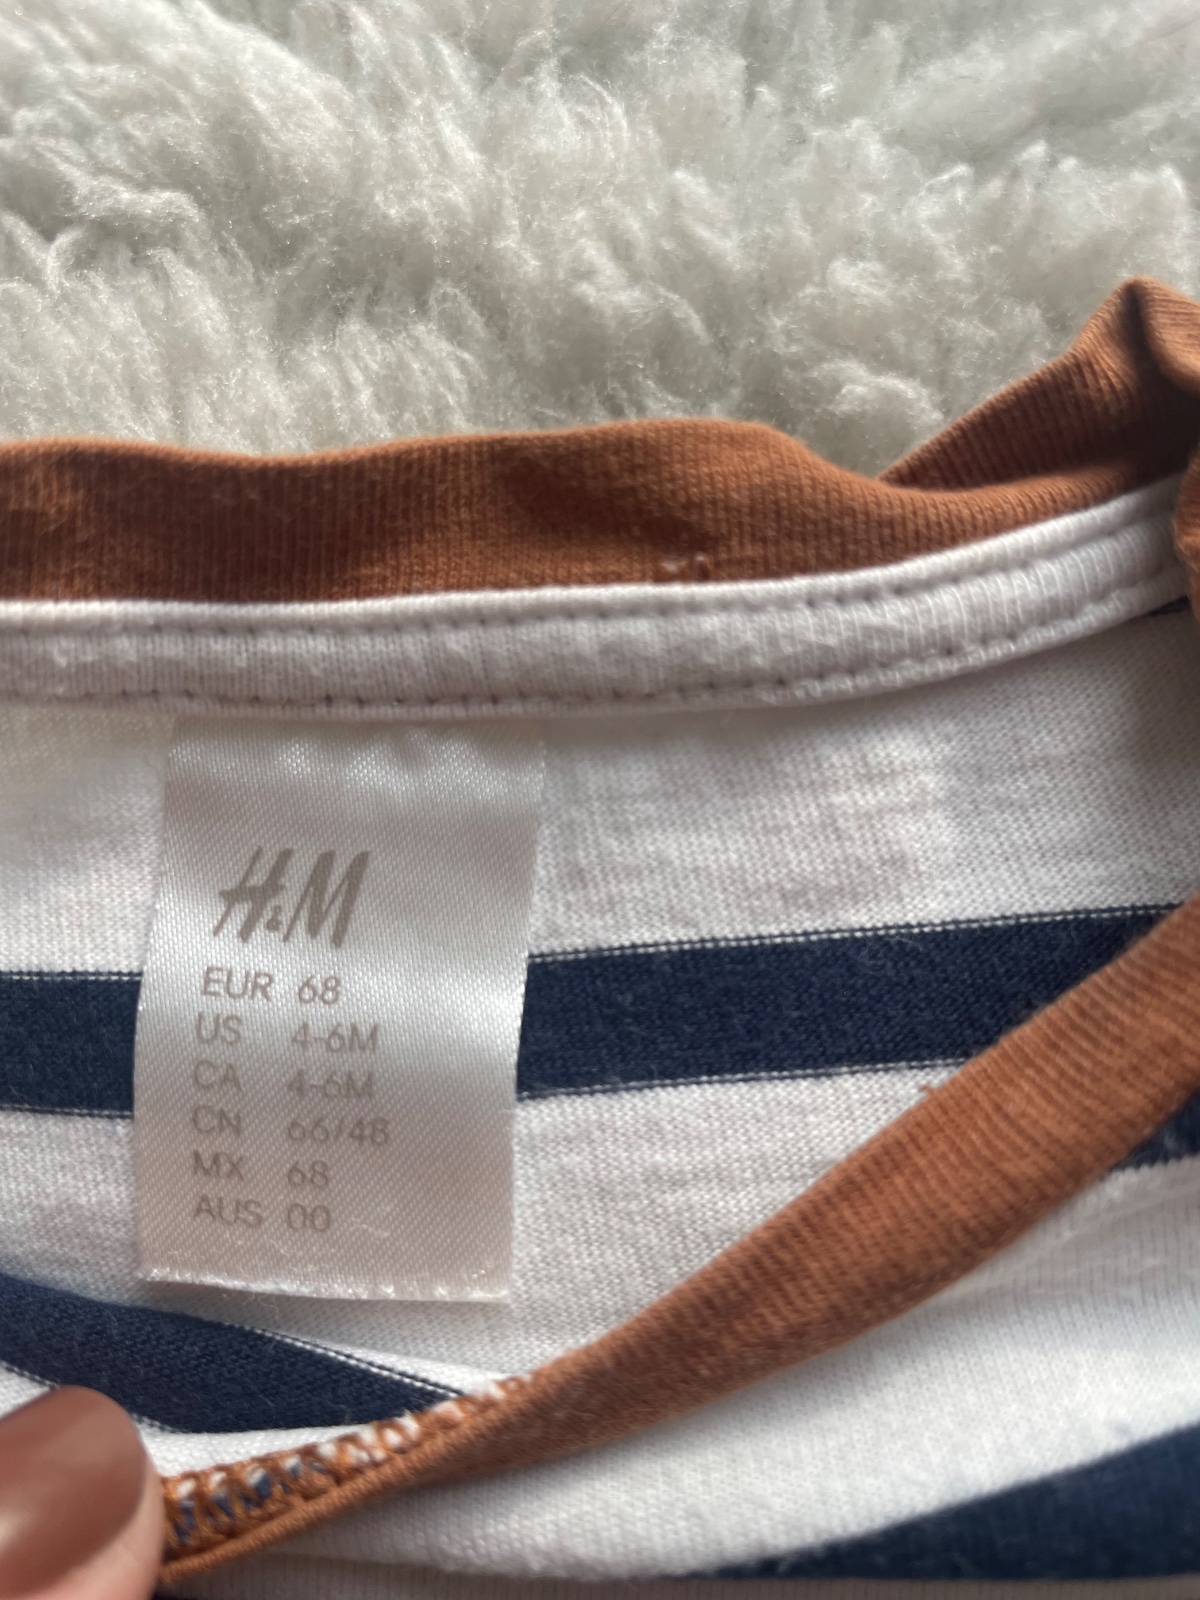 H&M
EUR 68
US 4-6M
CA 4-6M
CN 66/48
MX 68
AUS 00